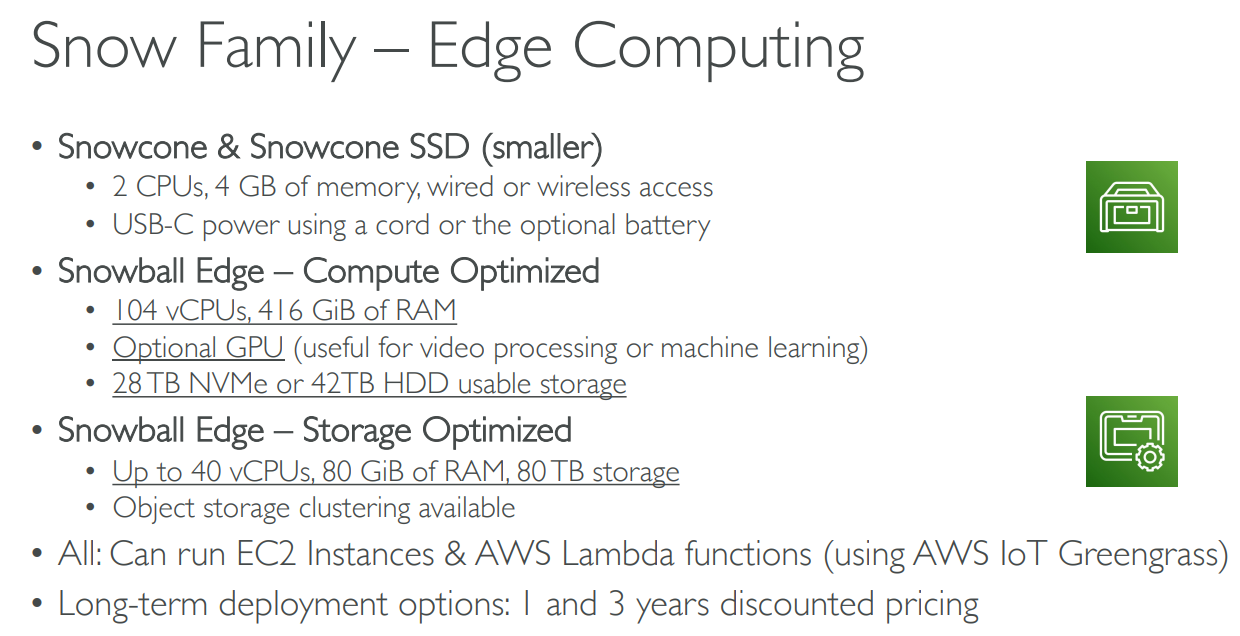 Snow Family – Edge Computing
• Snowcone & Snowcone SSD (smaller)
• 2 CPUs, 4 GB of memory, wired or wireless access
• USB-C power using a cord or the optional battery
• Snowball Edge – Compute Optimized
• 104 vCPUs, 416 GiB of RAM
• Optional GPU (useful for video processing or machine learning)
• 28 TB NVMe or 42TB HDD usable storage
• Snowball Edge – Storage Optimized
• Up to 40 vCPUs, 80 GiB of RAM, 80 TB storage
• Object storage clustering available
• All: Can run EC2 Instances & AWS Lambda functions (using AWS IoT Greengrass)
• Long-term deployment options: 1 and 3 years discounted pricing